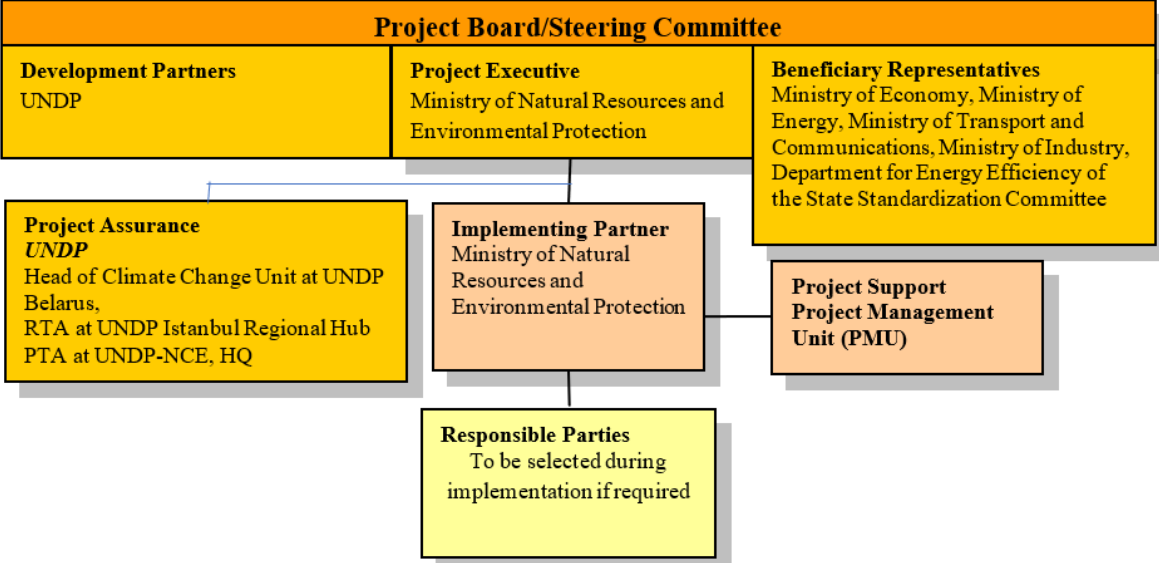 Project Board/Steering Committee
Development Partners
UNDP
Project Executive
Ministry of Natural Resources and
Environmental Protection
Beneficiary Representatives
Ministry of Economy, Ministry of
Energy, Ministry of Transport and
Communications, Ministry of Industry,
Department for Energy Efficiency of
the State Standardization Committee
Project Assurance
UNDP
Head of Climate Change Unit at UNDP
Belarus,
RTA at UNDP Istanbul Regional Hub
PTA at UNDP-NCE, HQ
Implementing Partner
Ministry of Natural
Resources and
Environmental Protection
Project Support
Project Management
Unit (PMU)
Responsible Parties
To be selected during
implementation if required